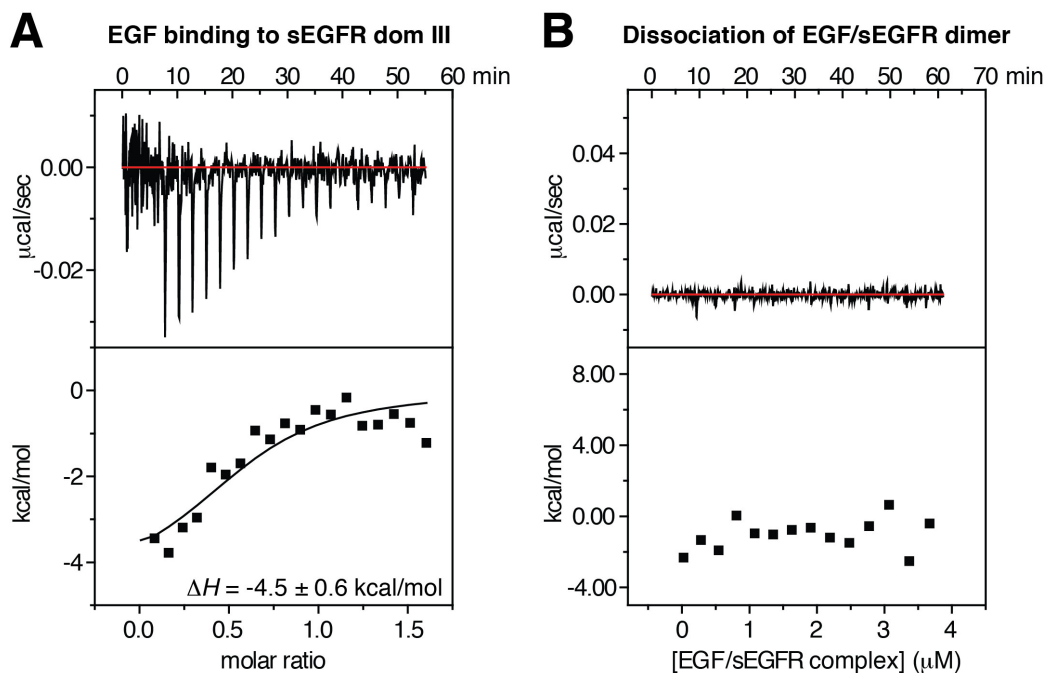 A EGF binding to sEGFR dom III
0 10 20 30 40 50 60 min
0.00
-0.02
μcal/sec
0
-2
-4
kcal/mol
ΔH = -4.5 ± 0.6 kcal/mol
0.0 0.5 1.0 1.5
molar ratio
B Dissociation of EGF/sEGFR dimer
0 10 20 30 40 50 60 70 min
0.04
0.02
0.00
μcal/sec
8.00
4.00
0.00
-4.00
kcal/mol
0 1 2 3 4
[EGF/sEGFR complex] (μM)